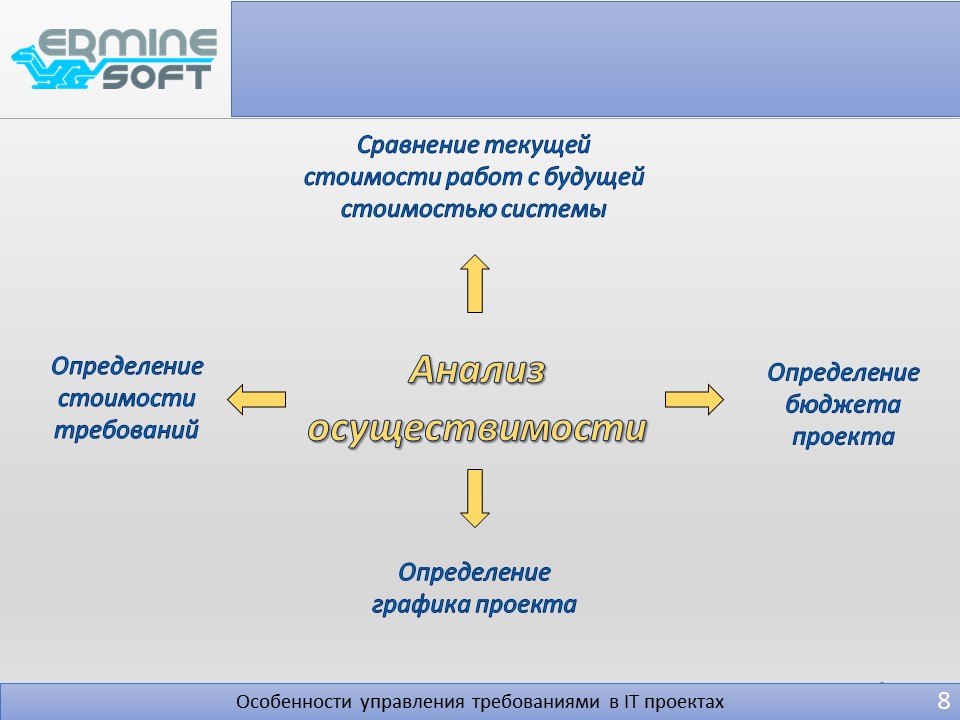 ERMINE
SOFT
Сравнение текущей
стоимости работ с будущей
стоимостью системы
Определение
стоимости
требований
Анализ
осуществимости
Определение
бюджета
проекта
Определение
графика проекта
Особенности управления требованиями в IT проектах
8